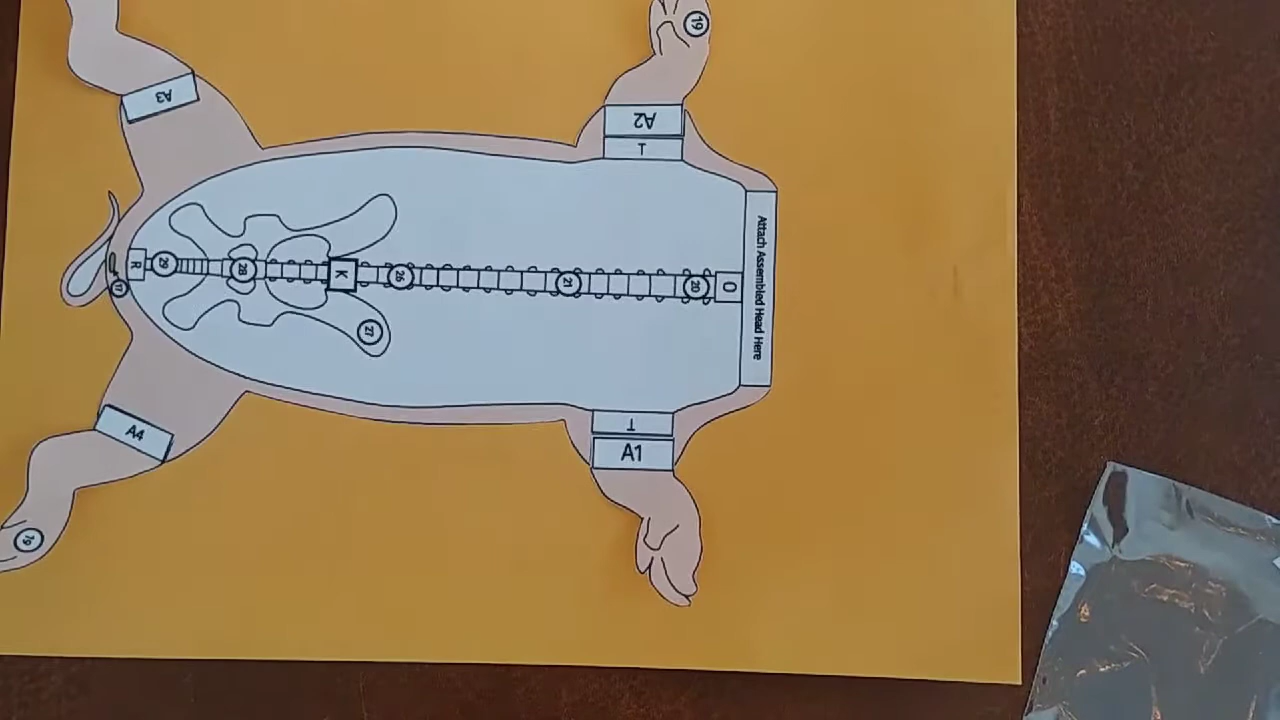 19
A3
A2
T
Attach Assembled Head Here
R
29
28
K
26
21
20
O
17
27
T
A1
A4
19